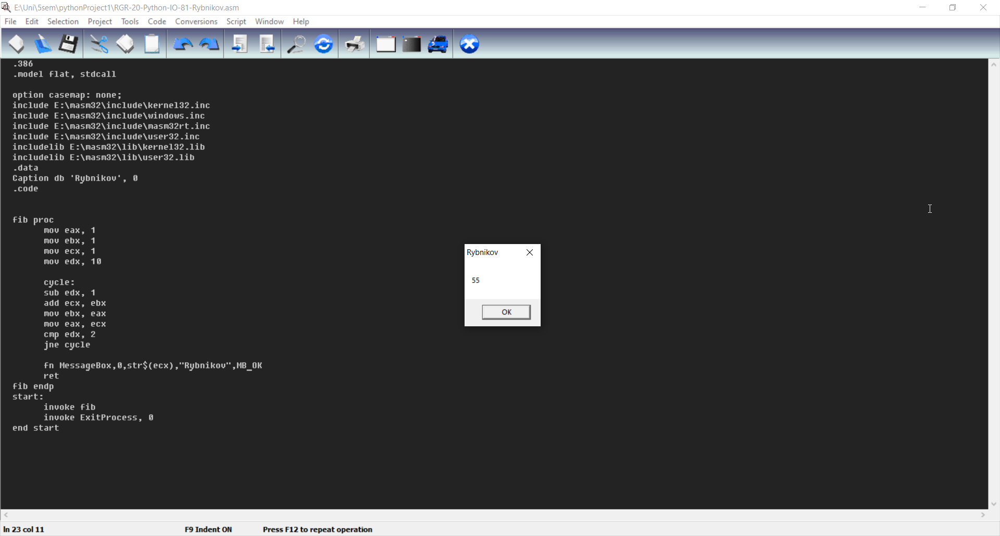 E:\Uni\5sem\pythonProject1\RGR-20-Python-IO-81-Rybnikov.asm
File Edit Selection Project Tools Code Conversions Script Window Help
.386
.model flat, stdcall
option casemap: none;
include E:\masm32\include\kernel32.inc
include E:\masm32\include\windows.inc
include E:\masm32\include\masm32rt.inc
include E:\masm32\include\user32.inc
includelib E:\masm32\lib\kernel32.lib
includelib E:\masm32\lib\user32.lib
.data
Caption db 'Rybnikov', 0
.code
fib proc
mov eax, 1
mov ebx, 1
mov ecx, 1
mov edx, 10
cycle:
sub edx, 1
add ecx, ebx
mov ebx, eax
mov eax, ecx
cmp edx, 2
jne cycle
fn MessageBox,0,str$(ecx),"Rybnikov",MB_OK
ret
fib endp
start:
invoke fib
invoke ExitProcess, 0
end start
Rybnikov
55
OK
ln 23 col 11 F9 Indent ON Press F12 to repeat operation